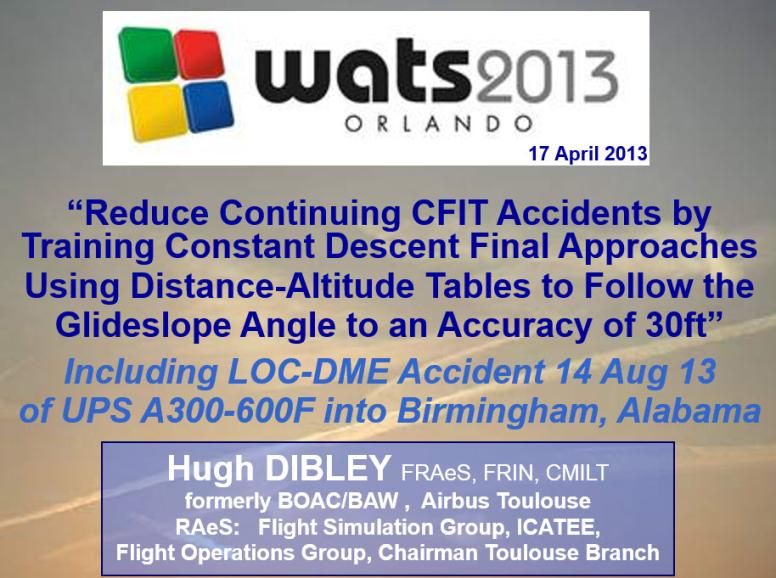 wats2013
ORLANDO
17 April 2013
“Reduce Continuing CFIT Accidents by
Training Constant Descent Final Approaches
Using Distance-Altitude Tables to Follow the
Glideslope Angle to an Accuracy of 30ft”
Including LOC-DME Accident 14 Aug 13
of UPS A300-600F into Birmingham, Alabama
Hugh DIBLEY FRAeS, FRIN, CMILT
formerly BOAC/BAW , Airbus Toulouse
RAeS: Flight Simulation Group, ICATEE,
Flight Operations Group, Chairman Toulouse Branch